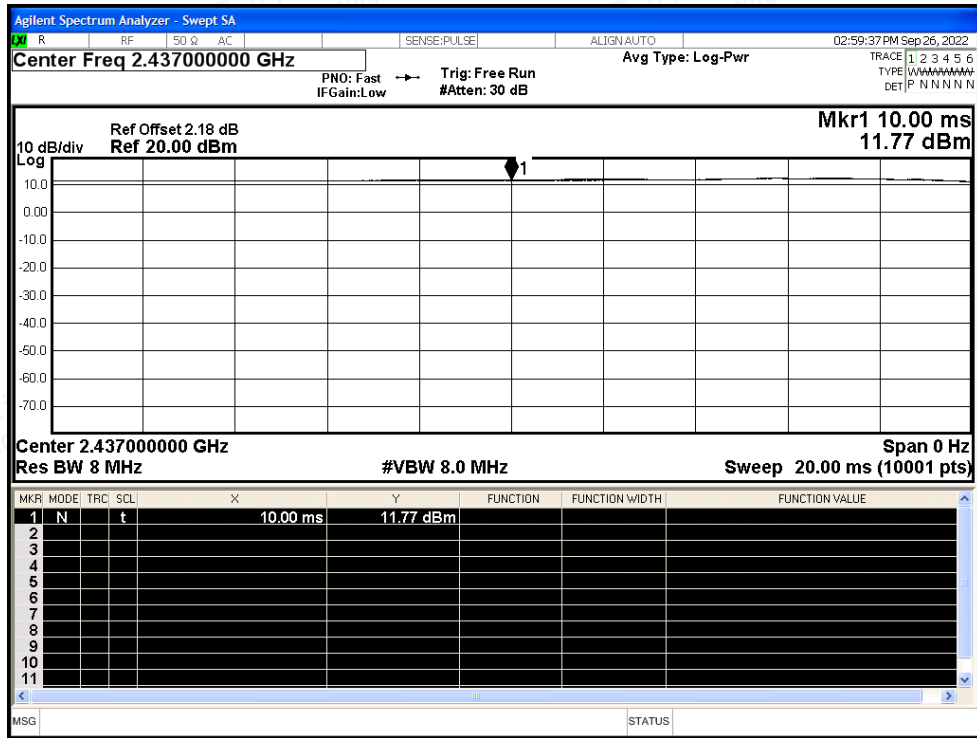 Agilent Spectrum Analyzer - Swept SA
LXI R RF 50 Ω AC SENSE:PULSE ALIGN AUTO 02:59:37 PM Sep 26, 2022
Center Freq 2.437000000 GHz Avg Type: Log-Pwr TRACE 1 2 3 4 5 6
PNO: Fast Trig: Free Run TYPE WWWWWW
IFGain:Low #Atten: 30 dB DET P N N N N N
Mkr1 10.00 ms
Ref Offset 2.18 dB
10 dB/div Ref 20.00 dBm 11.77 dBm
Log
1
10.0
0.00
-10.0
-20.0
-30.0
-40.0
-50.0
-60.0
-70.0
Center 2.437000000 GHz Span 0 Hz
Res BW 8 MHz #VBW 8.0 MHz Sweep 20.00 ms (10001 pts)
MKR MODE TRC SCL X Y FUNCTION FUNCTION WIDTH FUNCTION VALUE
1 N t 10.00 ms 11.77 dBm
2
3
4
5
6
7
8
9
10
11
MSG STATUS